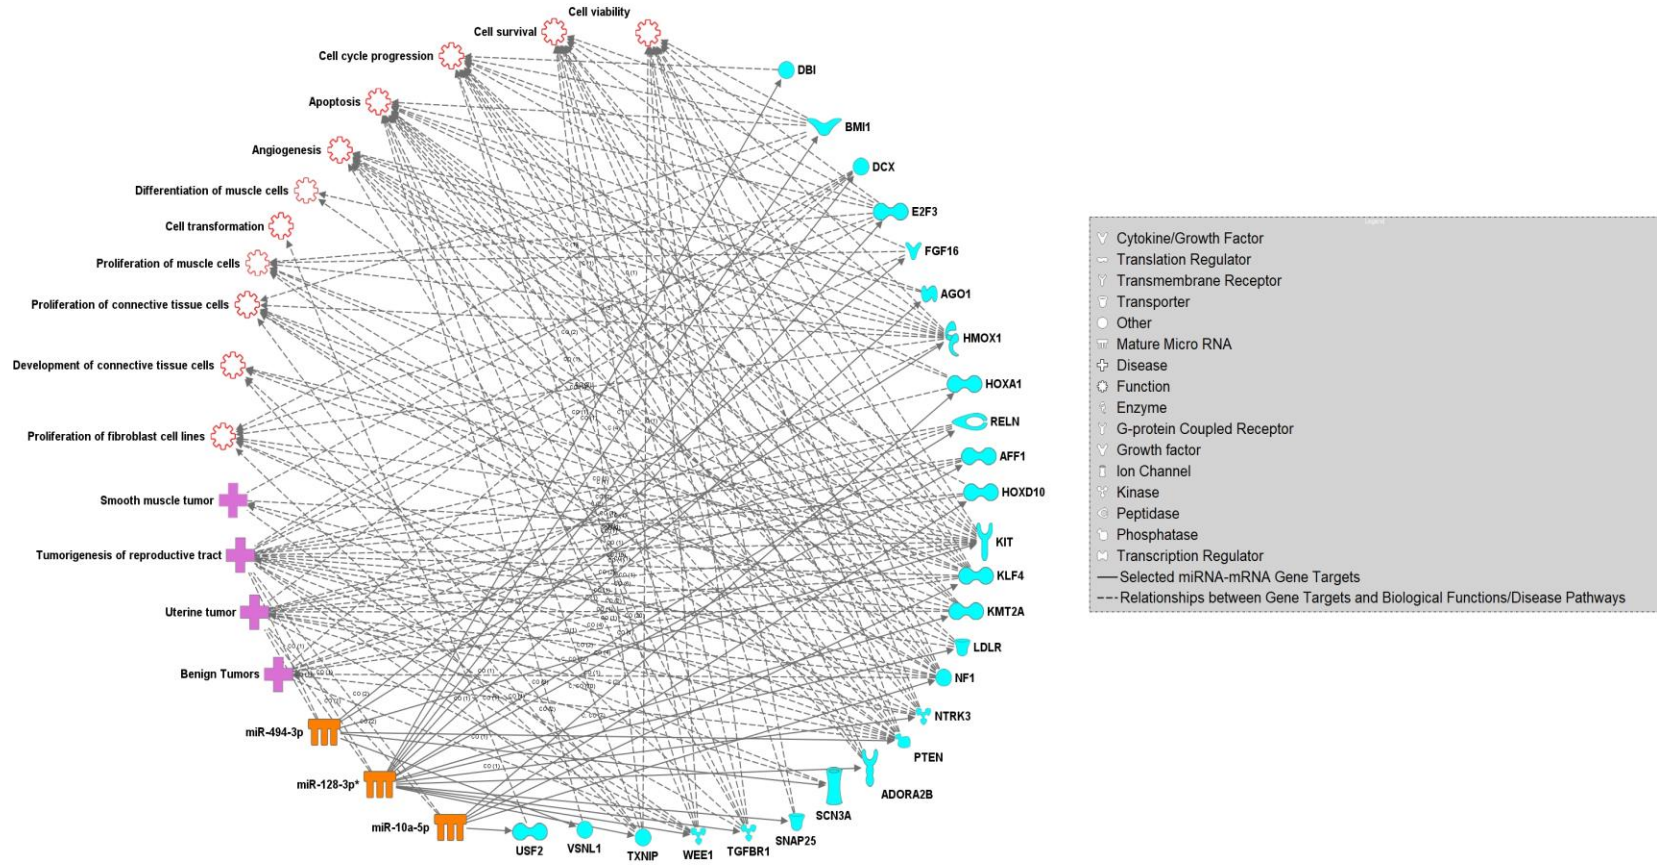 Cell viability
Cell survival
Cell cycle progression
Apoptosis
Angiogenesis
Differentiation of muscle cells
Cell transformation
Proliferation of muscle cells
Proliferation of connective tissue cells
Development of connective tissue cells
Proliferation of fibroblast cell lines
Smooth muscle tumor
Tumorigenesis of reproductive tract
Uterine tumor
Benign Tumors
miR-494-3p
miR-128-3p*
miR-10a-5p
USF2
VSNL1
TXNIP
WEE1
TGFBR1
SNAP25
SCN3A
ADORA2B
PTEN
NTRK3
NF1
LDLR
KMT2A
KLF4
KIT
HOXD10
AFF1
RELN
HOXA1
HMOX1
AGO1
FGF16
E2F3
DCX
BMI1
DBI
Cytokine/Growth Factor
Translation Regulator
Transmembrane Receptor
Transporter
Other
Mature Micro RNA
Disease
Function
Enzyme
G-protein Coupled Receptor
Growth factor
Ion Channel
Kinase
Peptidase
Phosphatase
Transcription Regulator
Selected miRNA-mRNA Gene Targets
Relationships between Gene Targets and Biological Functions/Disease Pathways